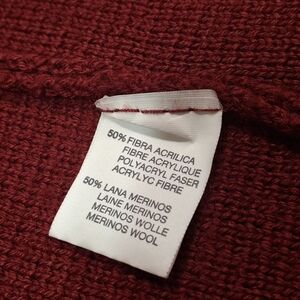 50% FIBRA ACRILICA
FIBRE ACRYLIQUE
POLYACRYL FASER
ACRYLYC FIBRE
50% LANA MERINOS
LAINE MERINOS
MERINOS WOLLE
MERINOS WOOL